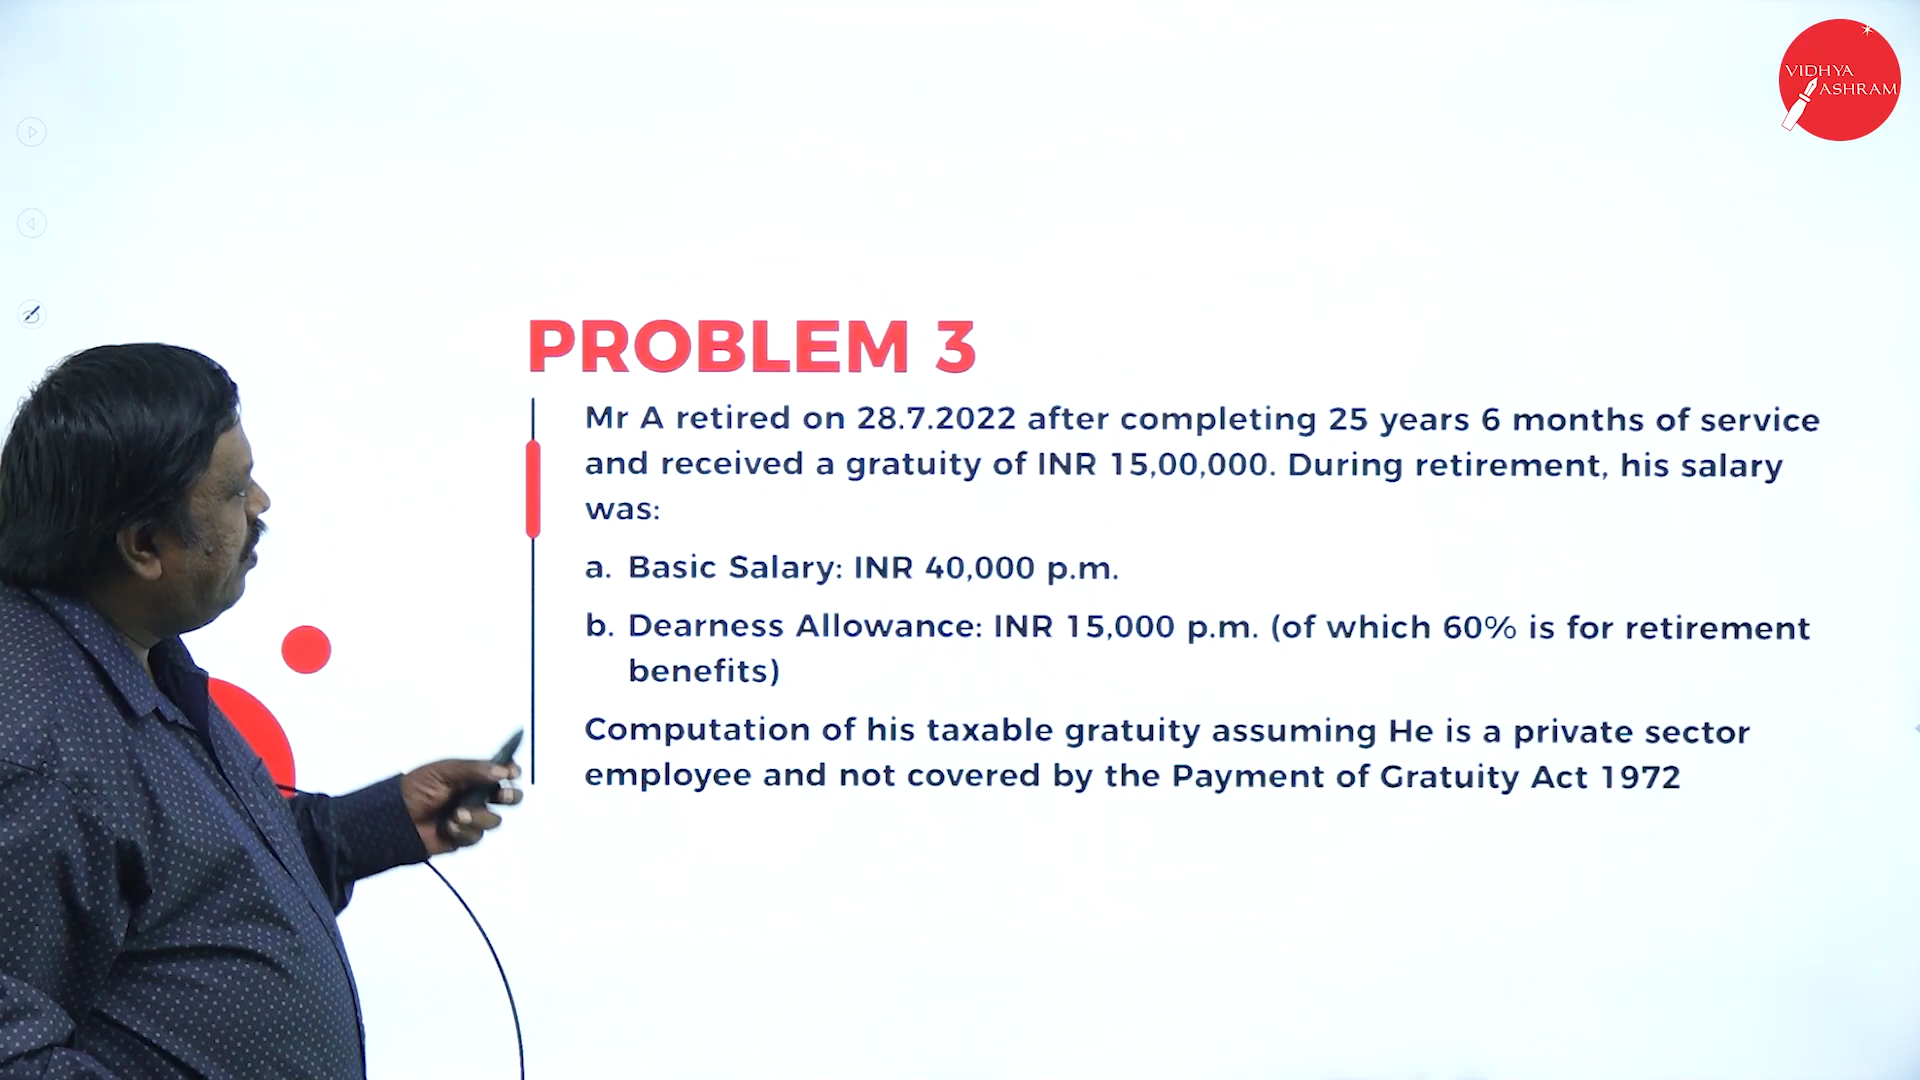 VIDHYA
ASHRAM
PROBLEM 3
Mr A retired on 28.7.2022 after completing 25 years 6 months of service
and received a gratuity of INR 15,00,000. During retirement, his salary
was:
a. Basic Salary: INR 40,000 p.m.
b. Dearness Allowance: INR 15,000 p.m. (of which 60% is for retirement
benefits)
Computation of his taxable gratuity assuming He is a private sector
employee and not covered by the Payment of Gratuity Act 1972